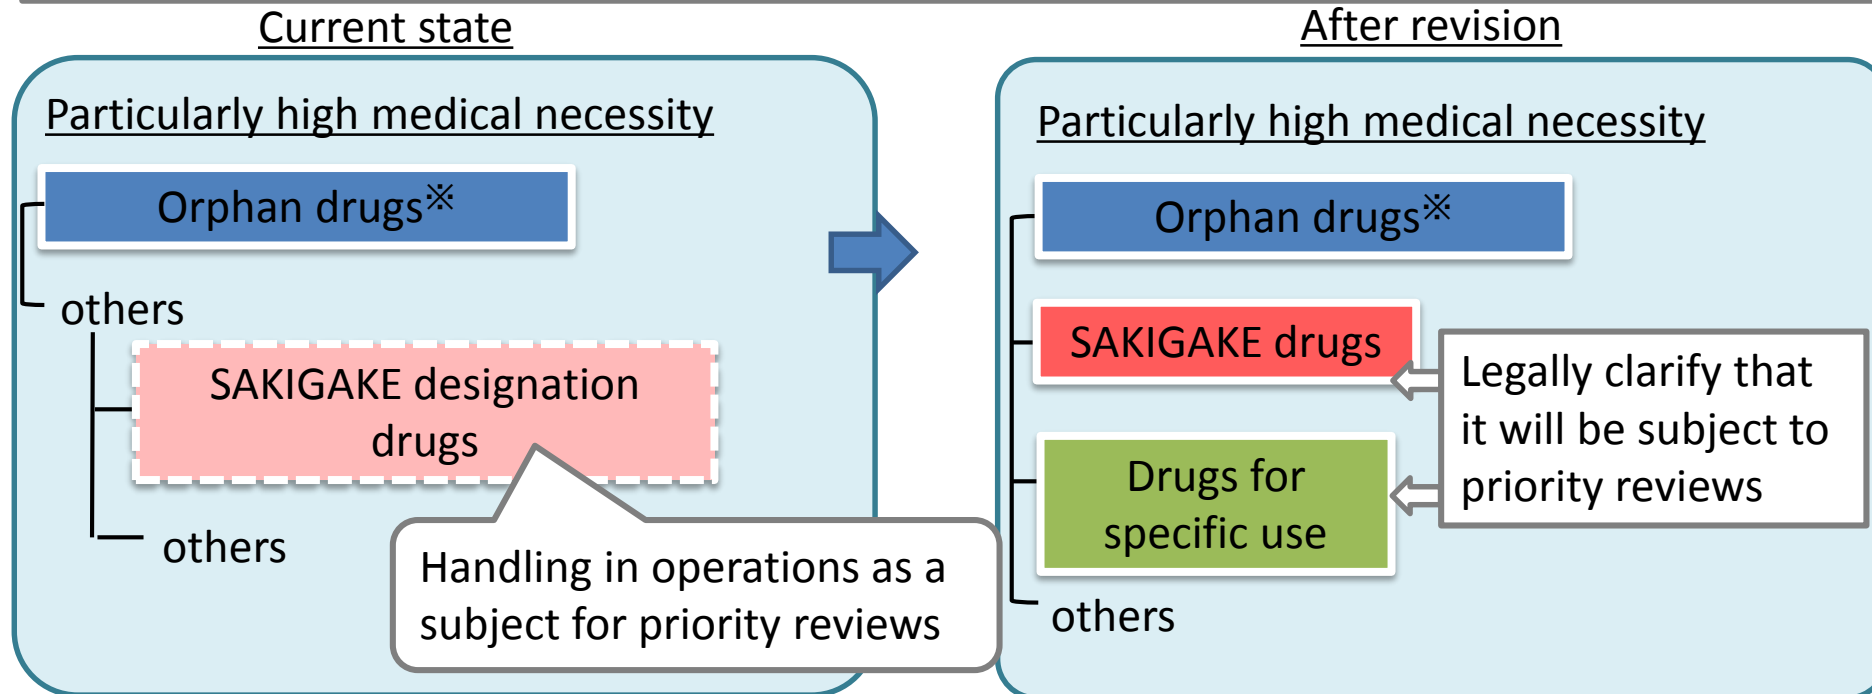 Current state
Particularly high medical necessity
Orphan drugs※
others
SAKIGAKE designation
drugs
others
Handling in operations as a
subject for priority reviews
After revision
Particularly high medical necessity
Orphan drugs※
SAKIGAKE drugs
Legally clarify that
it will be subject to
priority reviews
Drugs for
specific use
others